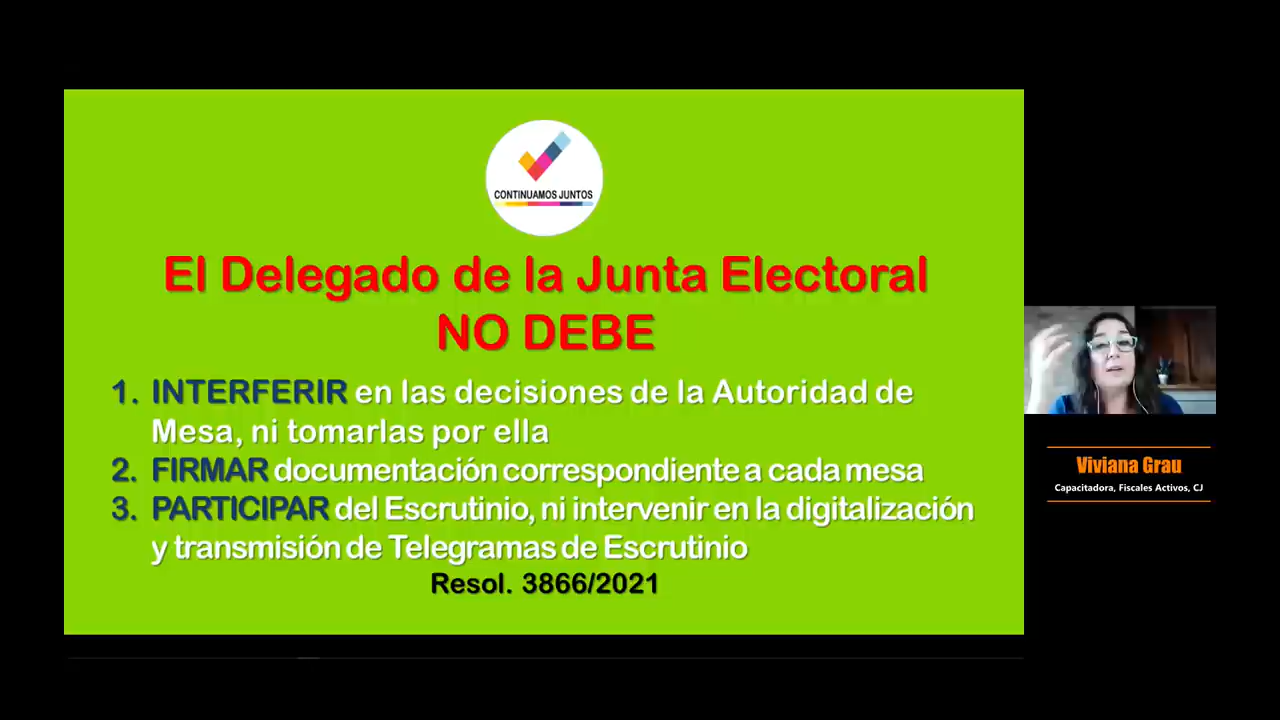 CONTINUAMOS JUNTOS
El Delegado de la Junta Electoral
NO DEBE
1. INTERFERIR en las decisiones de la Autoridad de
Mesa, ni tomarlas por ella
2. FIRMAR documentación correspondiente a cada mesa
3. PARTICIPAR del Escrutinio, ni intervenir en la digitalización
y transmisión de Telegramas de Escrutinio
Resol. 3866/2021
Viviana Grau
Capacitadora, Fiscales Activos, CJ